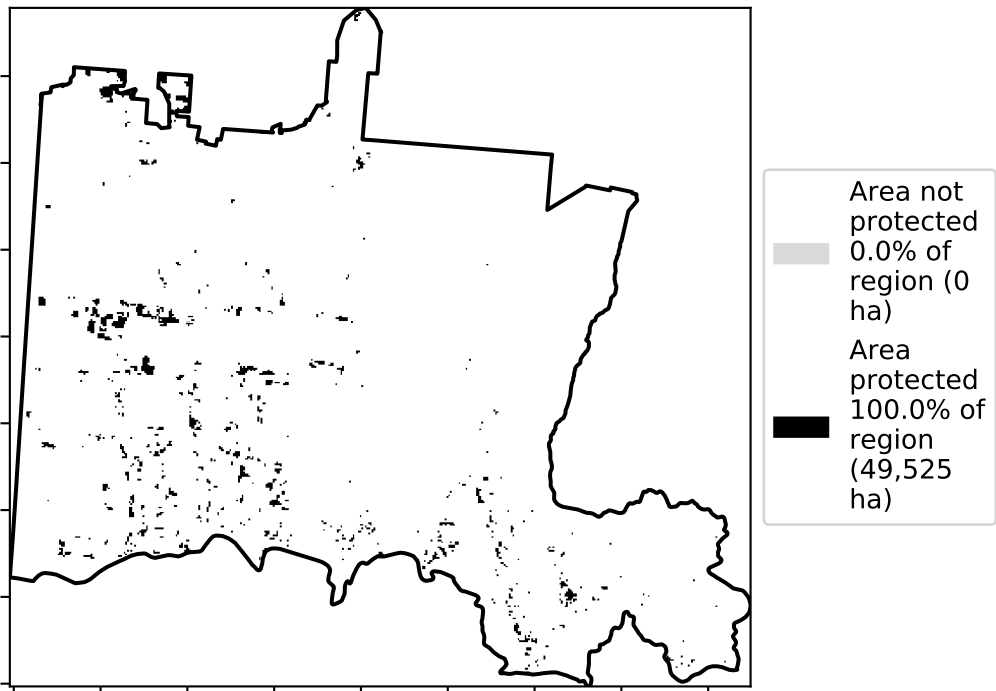 Area not
protected
0.0% of
region (0
ha)
Area
protected
100.0% of
region
(49,525
ha)